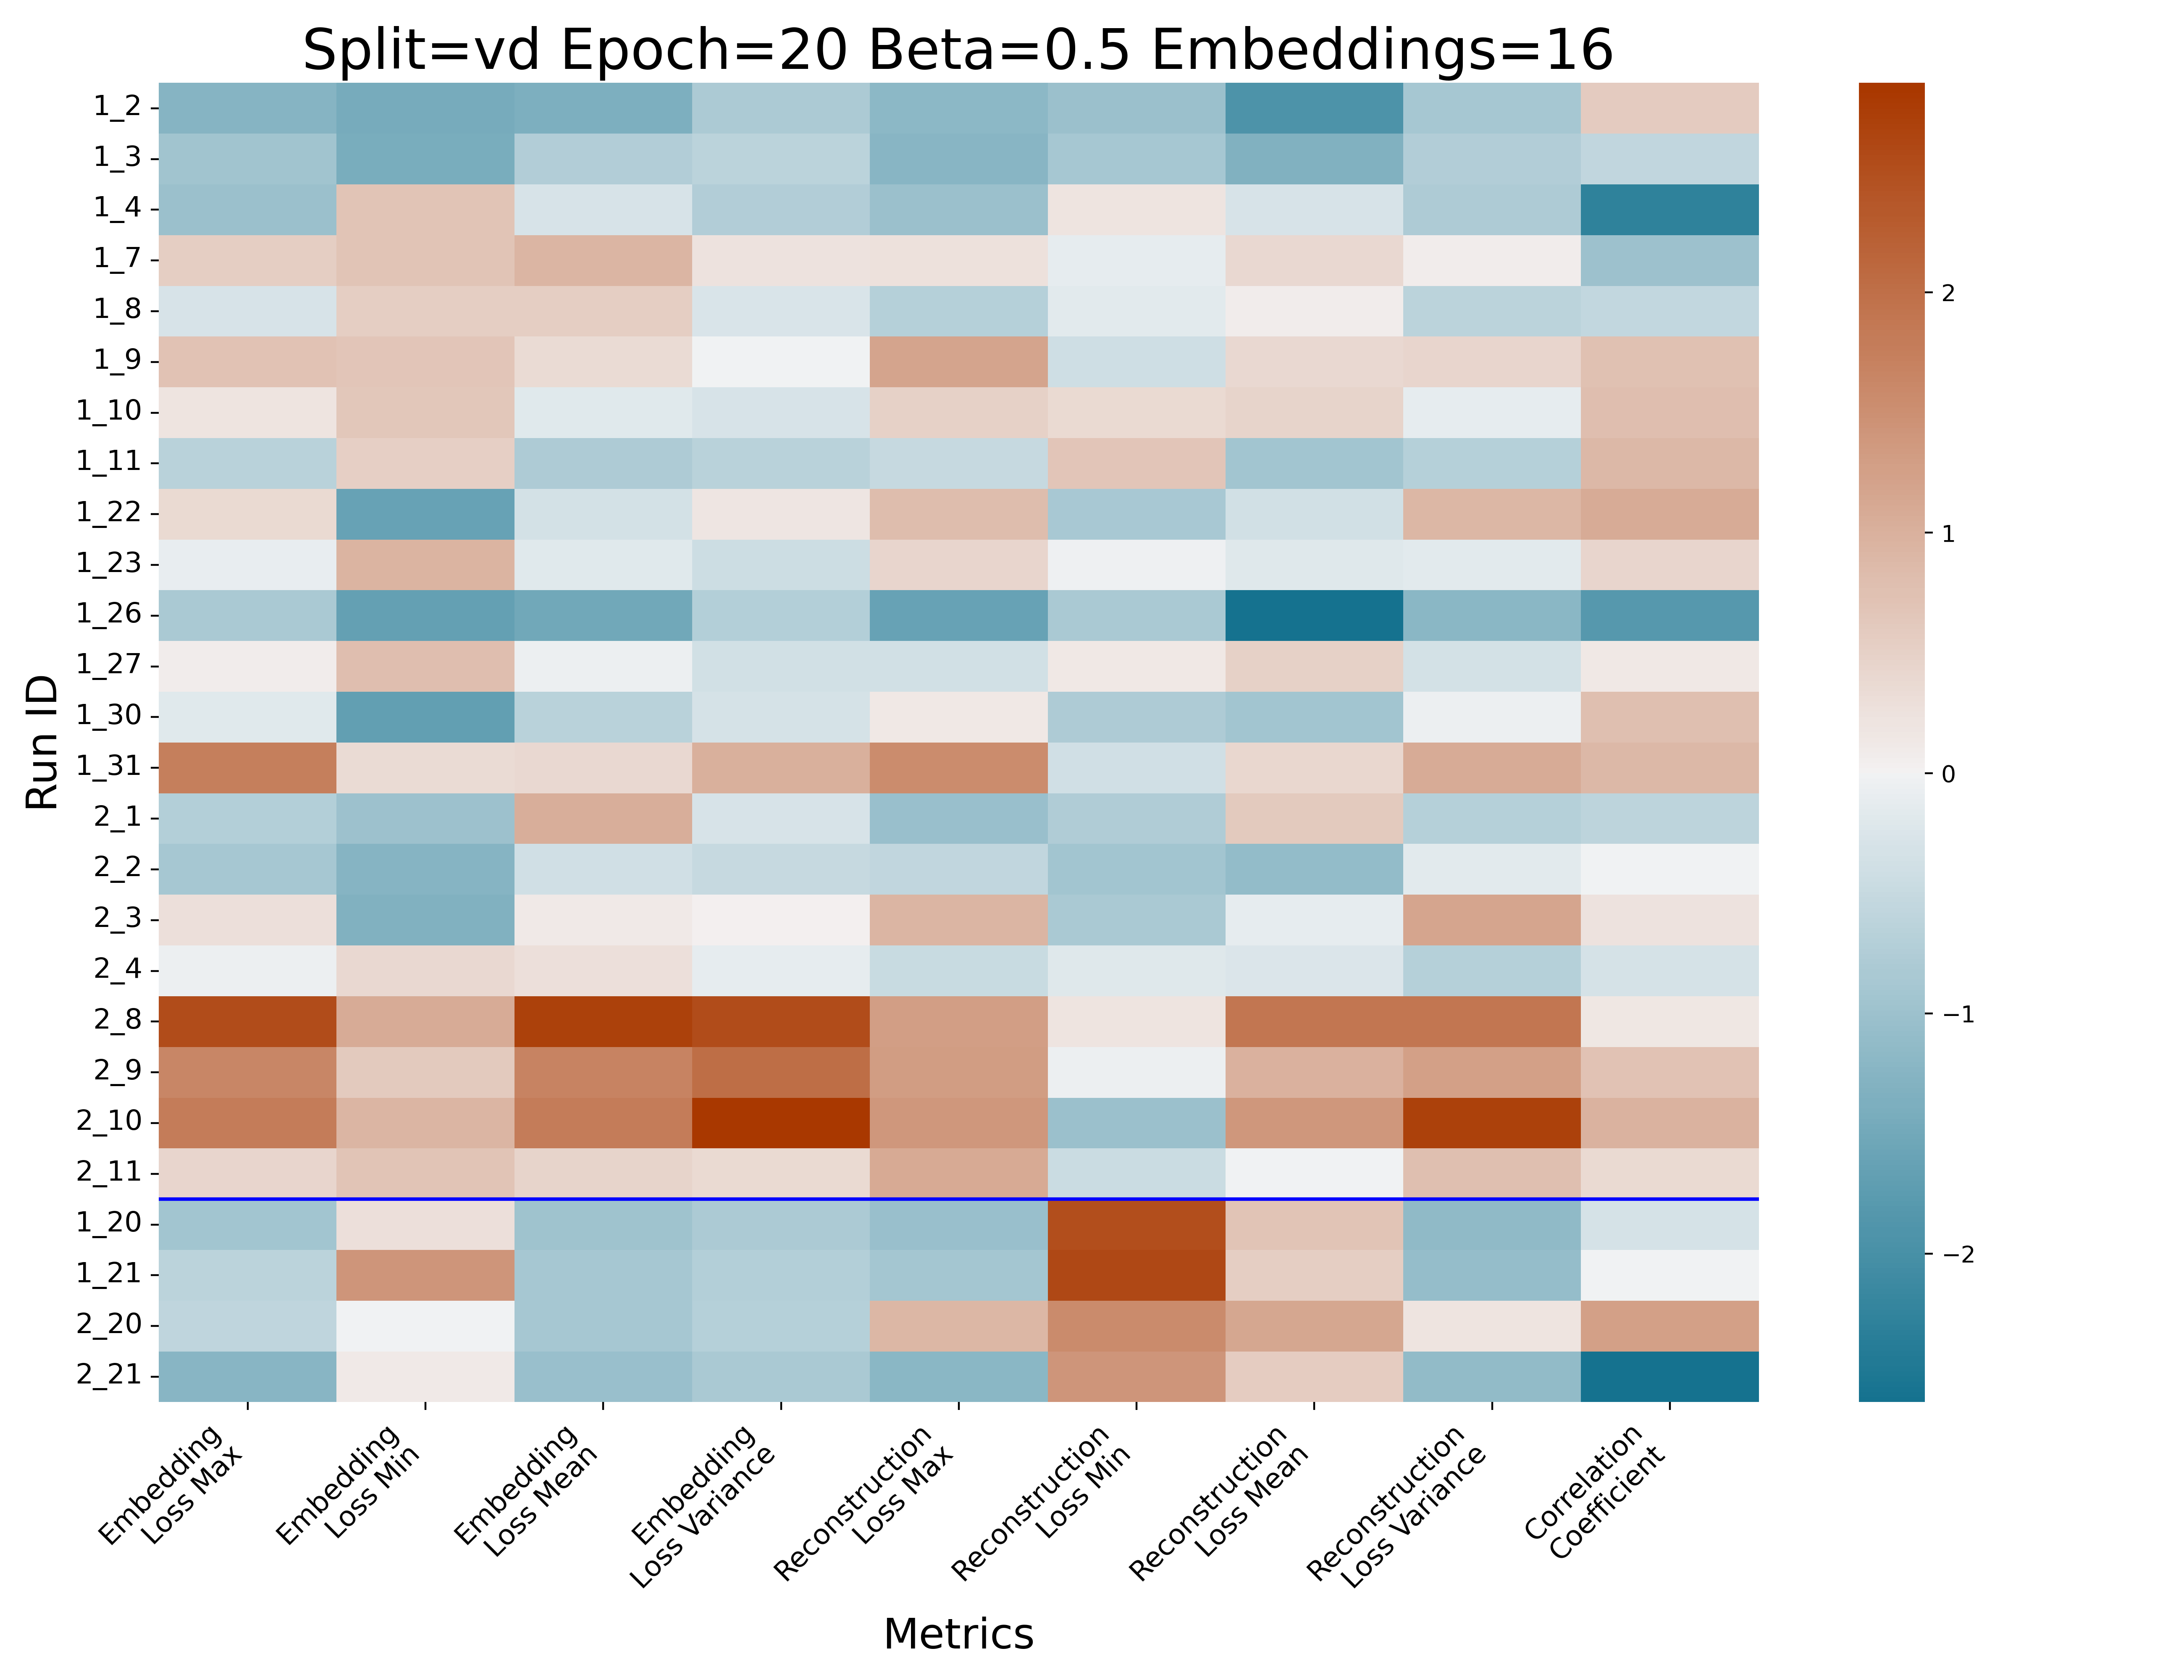 Split=vd Epoch=20 Beta=0.5 Embeddings=16
Run ID
1_2
1_3
1_4
1_7
1_8
1_9
1_10
1_11
1_22
1_23
1_26
1_27
1_30
1_31
2_1
2_2
2_3
2_4
2_8
2_9
2_10
2_11
1_20
1_21
2_20
2_21
Embedding
Loss Max
Embedding
Loss Min
Embedding
Loss Mean
Embedding
Loss Variance
Reconstruction
Loss Max
Reconstruction
Loss Min
Reconstruction
Loss Mean
Reconstruction
Loss Variance
Correlation
Coefficient
Metrics
2
1
0
−1
−2